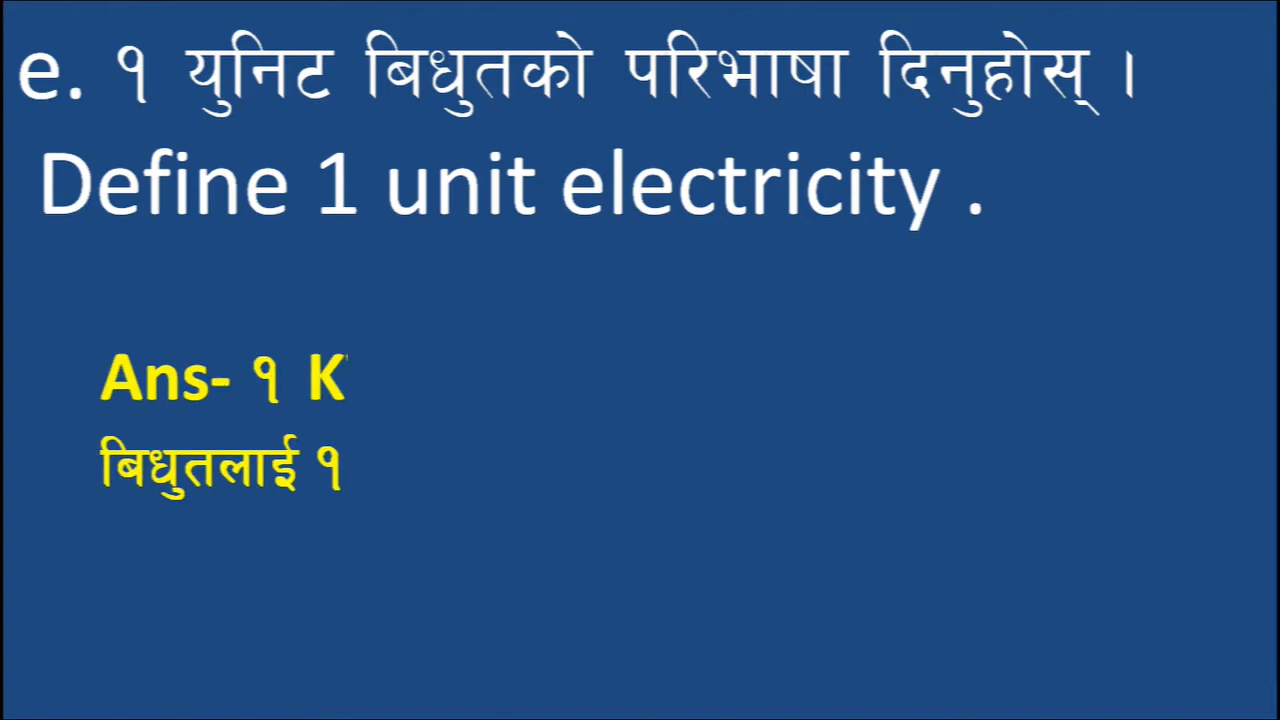 e. १ युनिट बिधुतको परिभाषा दिनुहोस् ।
Define 1 unit electricity .
Ans- १ K
बिधुतलाई १